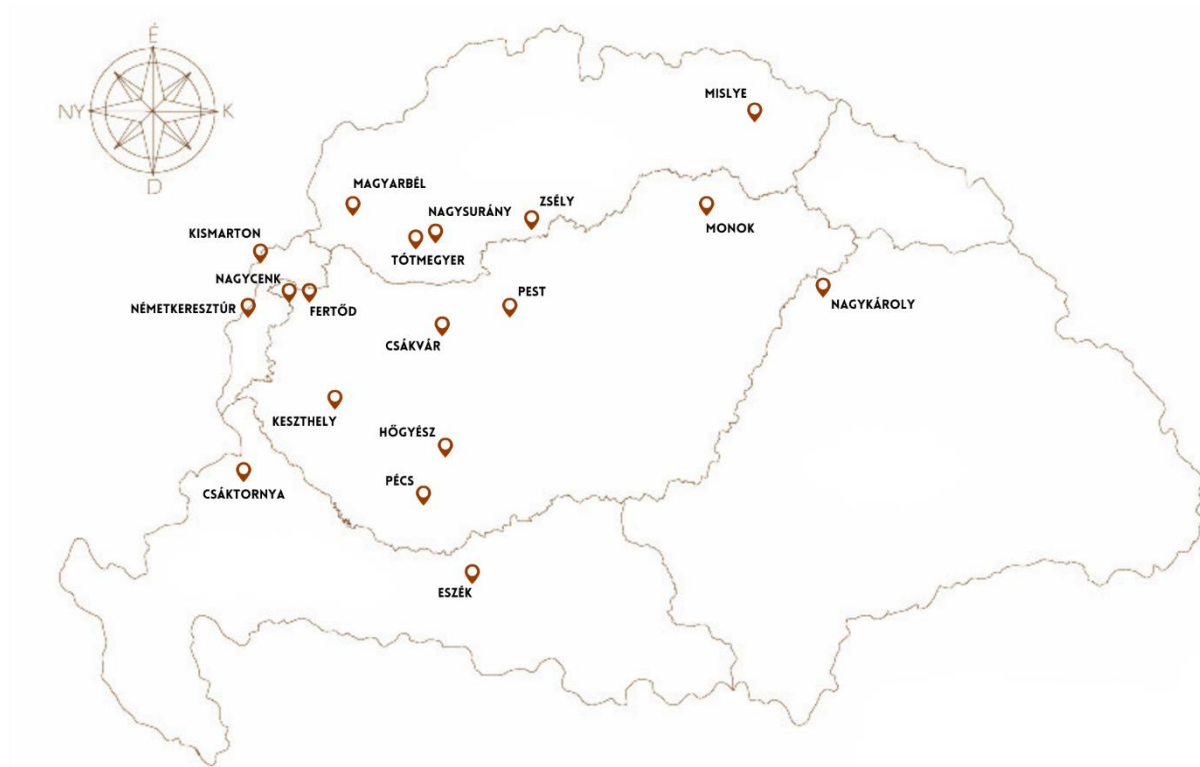 É
NY
K
D
MISLYE
MAGYARBÉL
NAGYSURÁNY
ZSÉLY
MONOK
KISMARTON
TÓTMEGYER
NAGYCENK
PEST
NAGYKÁROLY
NÉMETKERESZTÚR
FERTŐD
CSÁKVÁR
KESZTHELY
HŐGYÉSZ
PÉCS
CSÁKTORNYA
ESZÉK